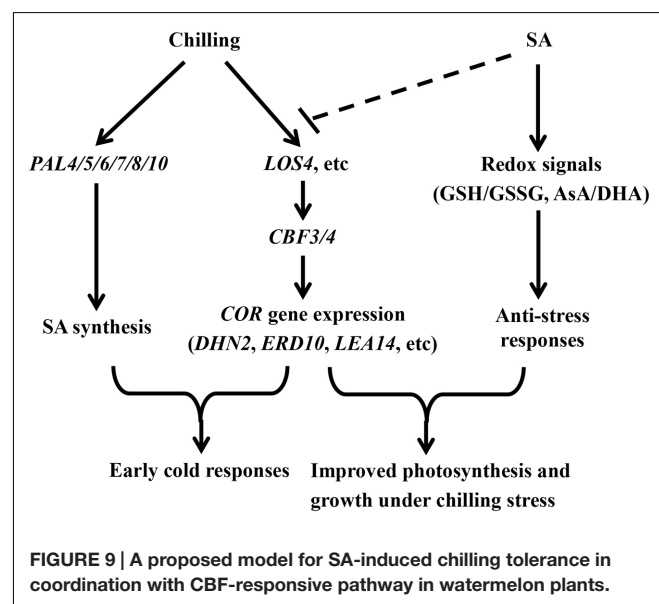 Chilling
SA
PAL4/5/6/7/8/10
LOS4, etc
Redox signals
(GSH/GSSG, AsA/DHA)
CBF3/4
SA synthesis
COR gene expression
(DHN2, ERD10, LEA14, etc)
Anti-stress
responses
Early cold responses
Improved photosynthesis and
growth under chilling stress
FIGURE 9 | A proposed model for SA-induced chilling tolerance in
coordination with CBF-responsive pathway in watermelon plants.